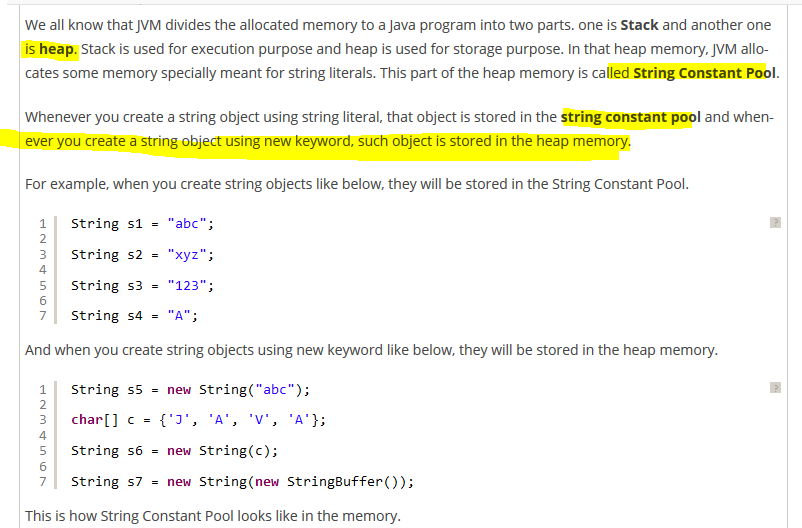 We all know that JVM divides the allocated memory to a Java program into two parts. one is Stack and another one
is heap. Stack is used for execution purpose and heap is used for storage purpose. In that heap memory, JVM allo-
cates some memory specially meant for string literals. This part of the heap memory is called String Constant Pool.
Whenever you create a string object using string literal, that object is stored in the string constant pool and when-
ever you create a string object using new keyword, such object is stored in the heap memory.
For example, when you create string objects like below, they will be stored in the String Constant Pool.
1 String s1 = "abc";
2
3 String s2 = "xyz";
4
5 String s3 = "123";
6
7 String s4 = "A";
?
And when you create string objects using new keyword like below, they will be stored in the heap memory.
1 String s5 = new String("abc");
2
3 char[] c = {'J', 'A', 'V', 'A'};
4
5 String s6 = new String(c);
6
7 String s7 = new String(new StringBuffer());
?
This is how String Constant Pool looks like in the memory.